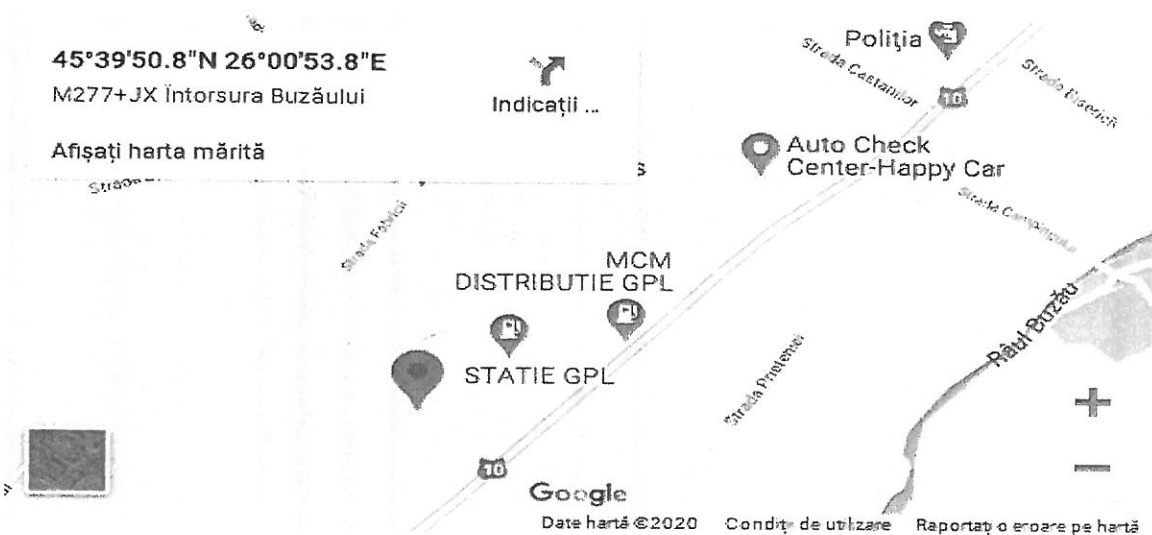 45°39'50.8"N 26°00'53.8"E
M277+JX Întorsura Buzăului
Indicații ...
Afișați harta mărită
Strada
Poliția
Strada Castanilor
10
Strada Bisericii
Auto Check
Center-Happy Car
s
Strada Campingului
Strada Fabricii
MCM
DISTRIBUTIE GPL
STATIE GPL
Strada Prieteniei
Râul Buzău
10
Google
Date hartă ©2020
Condiții de utilizare
Raportați o eroare pe hartă